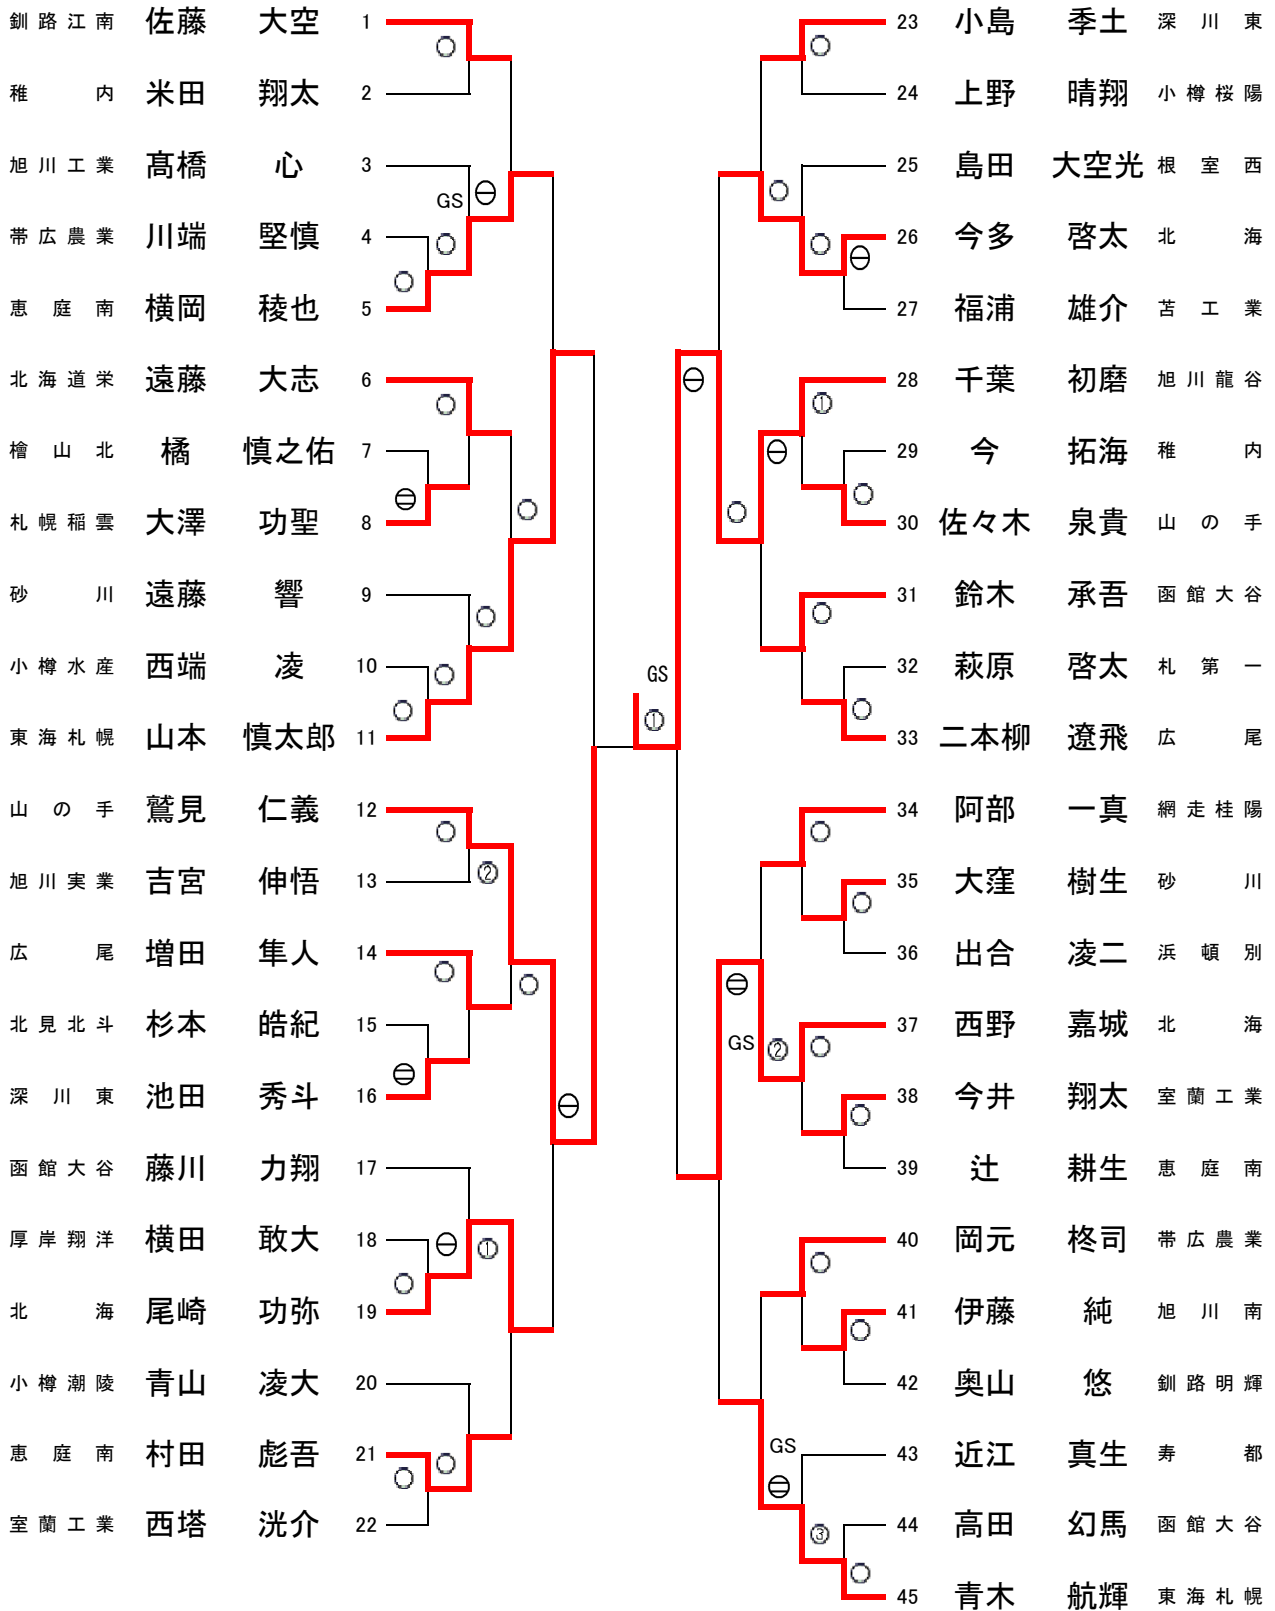 釧路江南 佐藤 大空 1
稚内 米田 翔太 2
旭川工業 髙橋 心 3
帯広農業 川端 堅慎 4
恵庭南 横岡 稜也 5
北海道栄 遠藤 大志 6
檜山北 橘 慎之佑 7
札幌稲雲 大澤 功聖 8
砂川 遠藤 響 9
小樽水産 西端 凌 10
東海札幌 山本 慎太郎 11
山の手 鷲見 仁義 12
旭川実業 吉宮 伸悟 13
広尾 増田 隼人 14
北見北斗 杉本 皓紀 15
深川東 池田 秀斗 16
函館大谷 藤川 力翔 17
厚岸翔洋 横田 敢大 18
北海 尾崎 功弥 19
小樽潮陵 青山 凌大 20
恵庭南 村田 彪吾 21
室蘭工業 西塔 洸介 22
GS
②
①
GS
①
23 小島 季土 深川東
24 上野 晴翔 小樽桜陽
25 島田 大空光 根室西
26 今多 啓太 北海
27 福浦 雄介 苫工業
28 千葉 初磨 旭川龍谷
29 今 拓海 稚内
30 佐々木 泉貴 山の手
31 鈴木 承吾 函館大谷
32 萩原 啓太 札第一
33 二本柳 遼飛 広尾
34 阿部 一真 網走桂陽
35 大窪 樹生 砂川
36 出合 凌二 浜頓別
37 西野 嘉城 北海
38 今井 翔太 室蘭工業
39 辻 耕生 恵庭南
40 岡元 柊司 帯広農業
41 伊藤 純 旭川南
42 奥山 悠 釧路明輝
43 近江 真生 寿都
44 高田 幻馬 函館大谷
45 青木 航輝 東海札幌
①
GS
②
GS
③